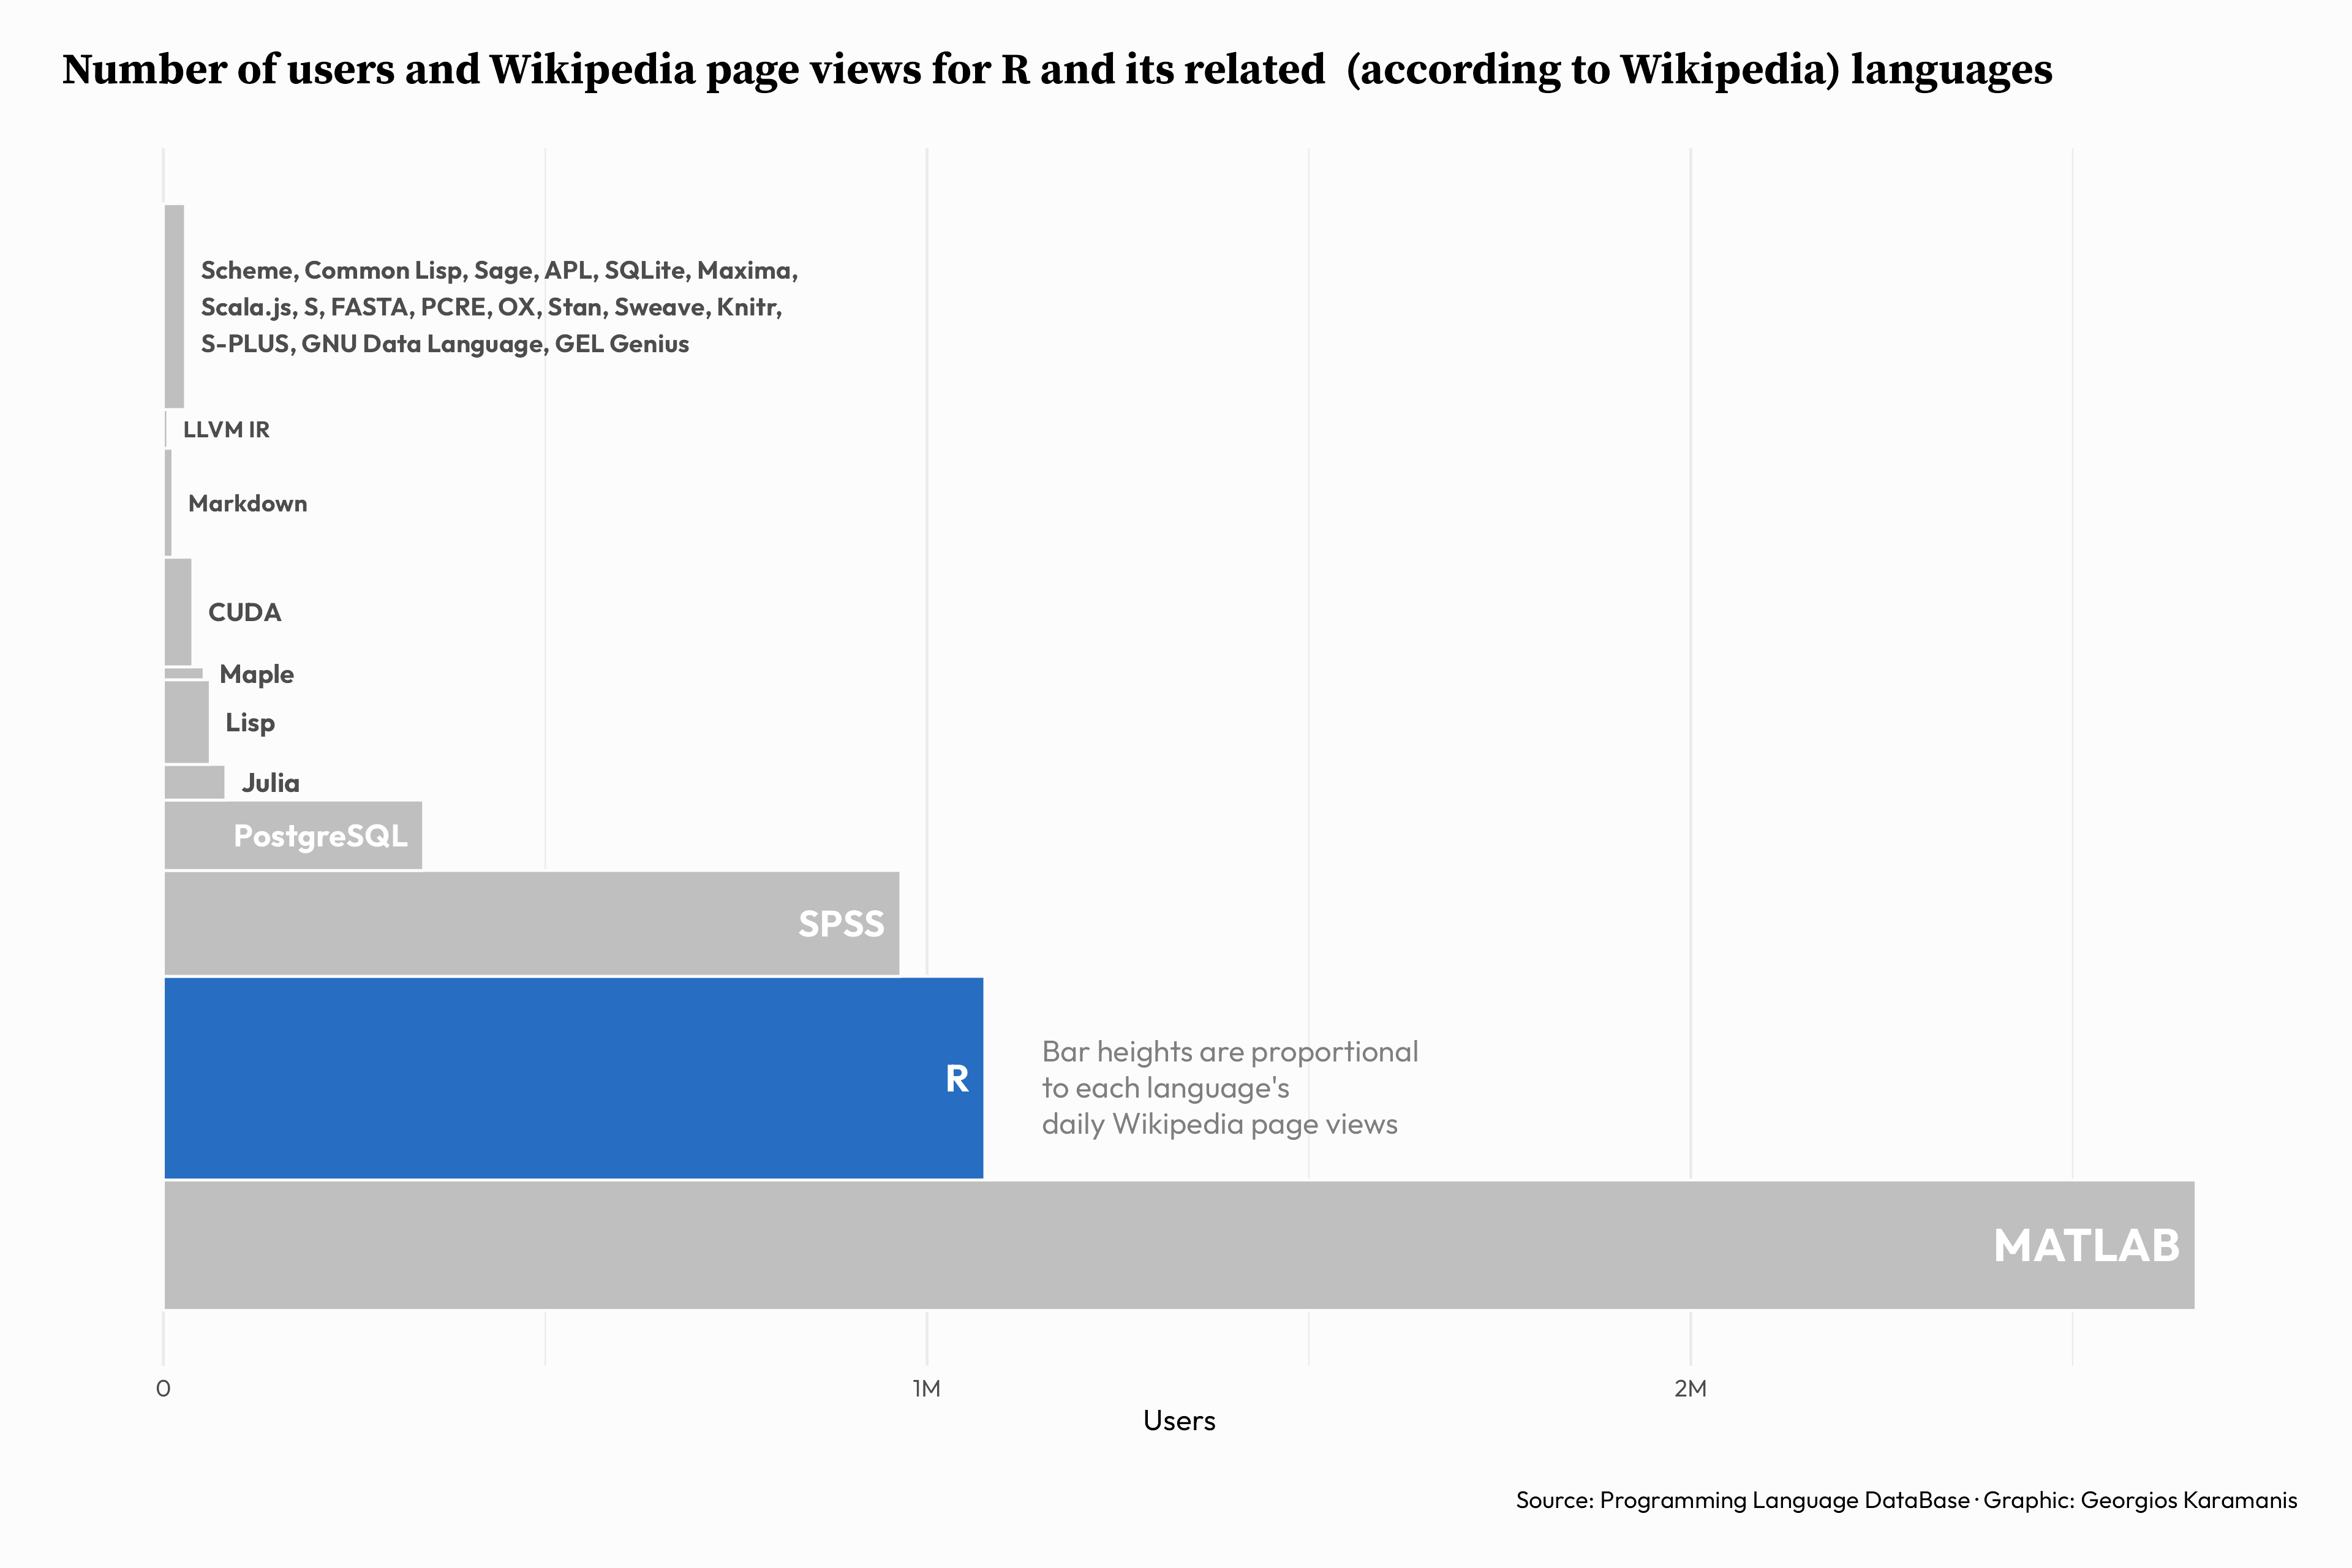 Number of users and Wikipedia page views for R and its related  (according to Wikipedia) languages
Scheme, Common Lisp, Sage, APL, SQLite, Maxima,
Scala.js, S, FASTA, PCRE, OX, Stan, Sweave, Knitr,
S-PLUS, GNU Data Language, GEL Genius
LLVM IR
Markdown
CUDA
Maple
Lisp
Julia
PostgreSQL
SPSS
R
Bar heights are proportional
to each language's
daily Wikipedia page views
MATLAB
0
1M
2M
Users
Source: Programming Language DataBase · Graphic: Georgios Karamanis